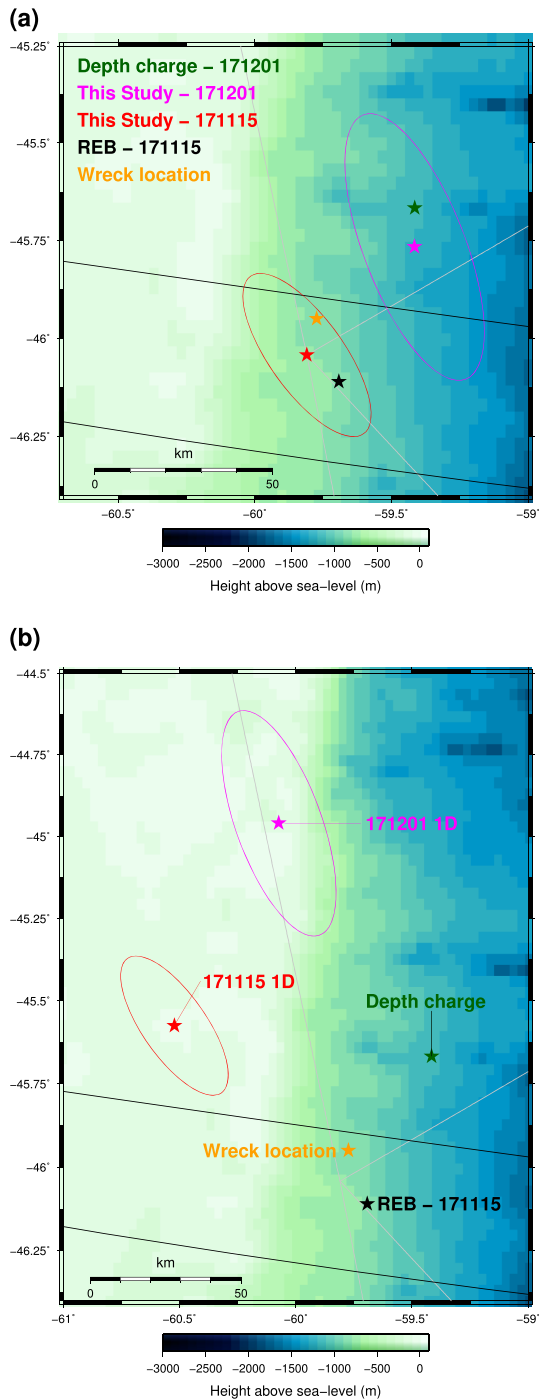 (a)
−45.25˚
Depth charge − 171201
This Study − 171201
This Study − 171115
REB − 171115
Wreck location
−45.5˚
−45.75˚
−46˚
−46.25˚
km
0 50
−60.5˚ −60˚ −59.5˚ −59˚
−3000 −2500 −2000 −1500 −1000 −500 0
Height above sea−level (m)
(b)
−44.5˚
−44.75˚
171201 1D
−45˚
−45.25˚
171115 1D
−45.5˚
Depth charge
−45.75˚
Wreck location
−46˚
REB − 171115
−46.25˚
km
0 50
−61˚ −60.5˚ −60˚ −59.5˚ −59˚
−3000 −2500 −2000 −1500 −1000 −500 0
Height above sea−level (m)